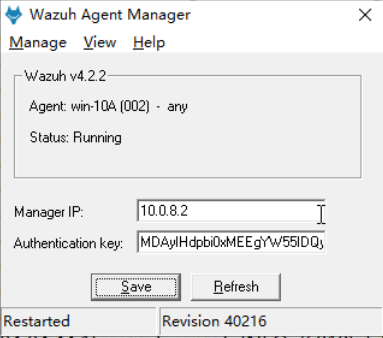 Wazuh Agent Manager
Manage View Help
Wazuh v4.2.2
Agent: win-10A (002) - any
Status: Running
Manager IP: 10.0.8.2
Authentication key: MDAyIHdpbi0xMEEgYW55IDQy
Save Refresh
Restarted Revision 40216